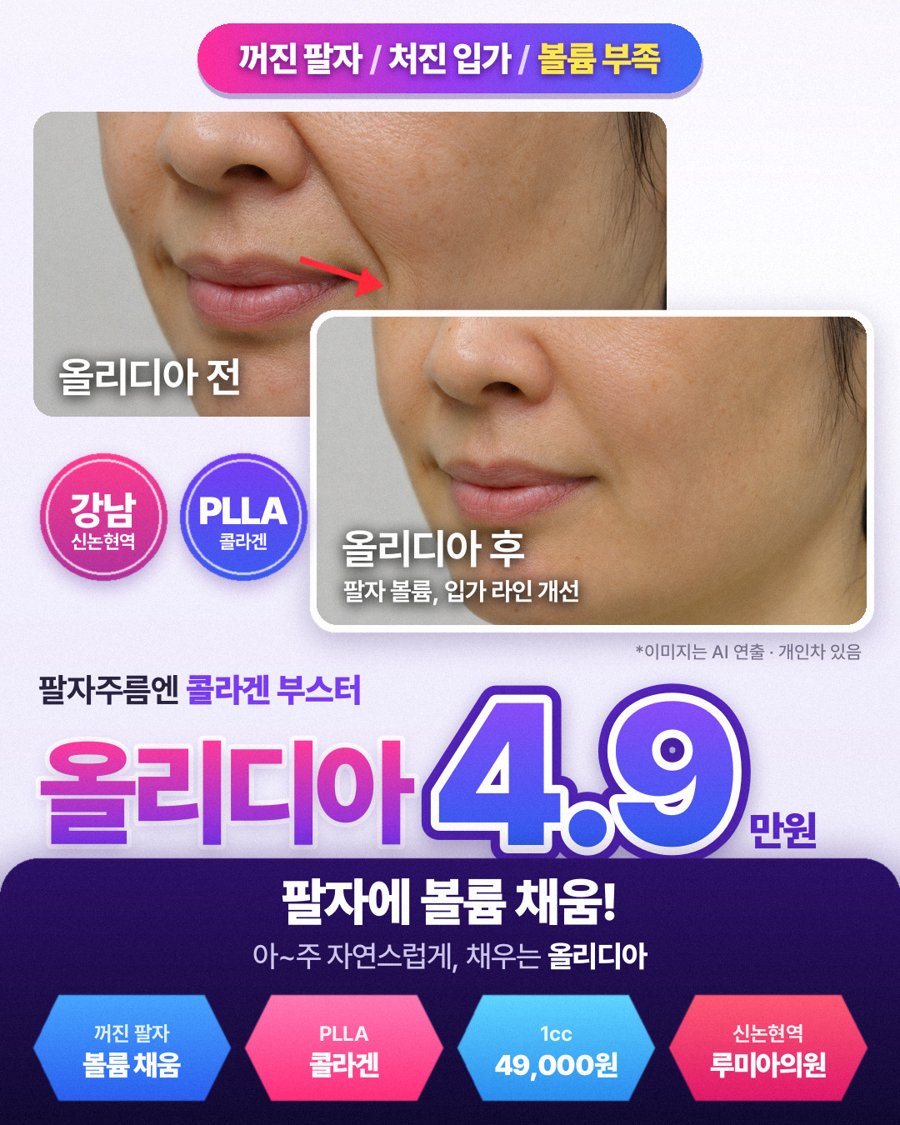 꺼진 팔자 / 처진 입가 / 볼륨 부족
올리디아 전
강남
신논현역
PLLA
콜라겐
올리디아 후
팔자 볼륨, 입가 라인 개선
*이미지는 AI 연출 · 개인차 있음
팔자주름엔 콜라겐 부스터
올리디아 4.9만원
팔자에 볼륨 채움!
아~주 자연스럽게, 채우는 올리디아
꺼진 팔자
볼륨 채움
PLLA
콜라겐
1cc
49,000원
신논현역
루미아의원